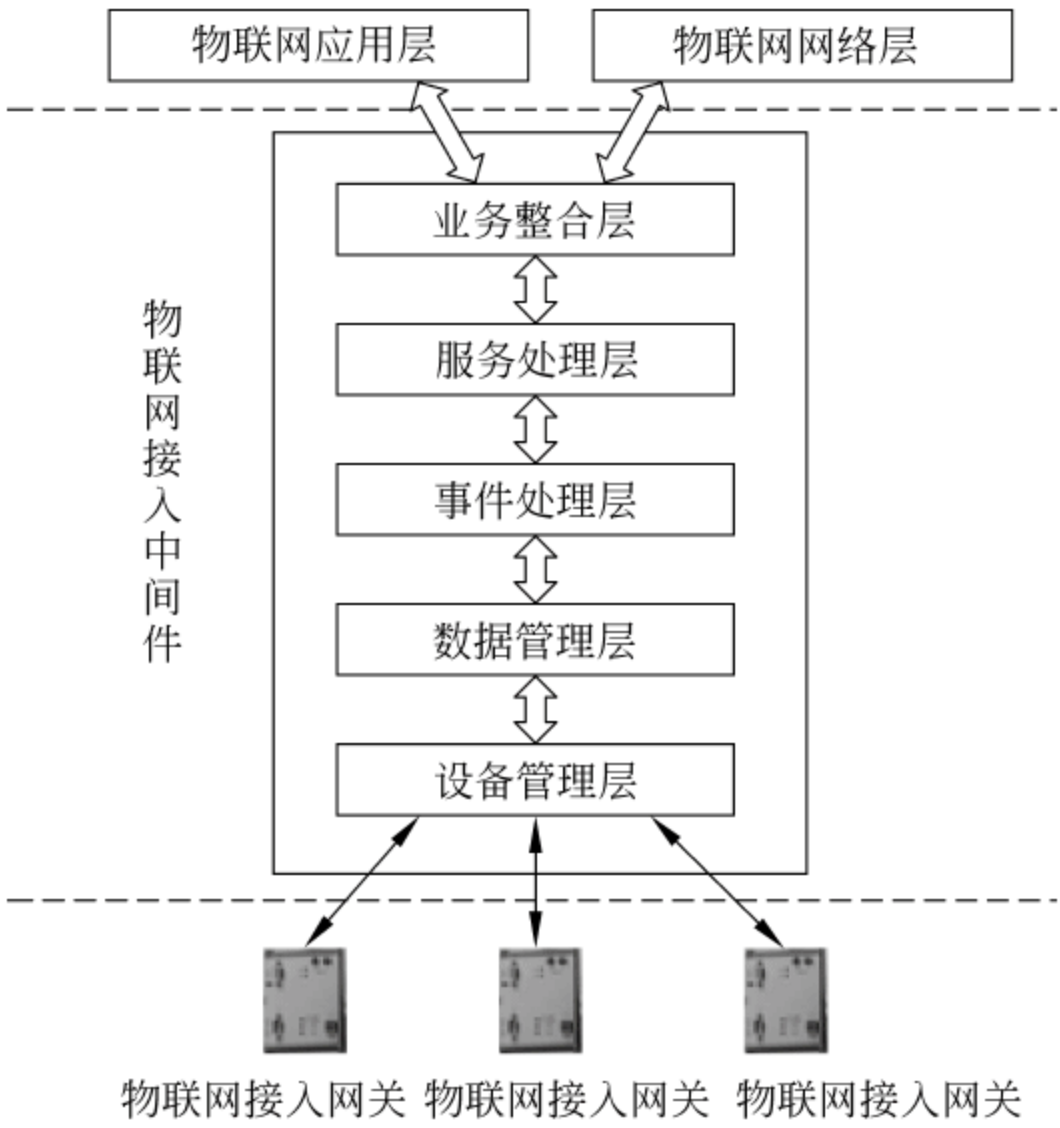 物联网应用层
物联网网络层
业务整合层
服务处理层
物联网接入中间件
事件处理层
数据管理层
设备管理层
物联网接入网关
物联网接入网关
物联网接入网关